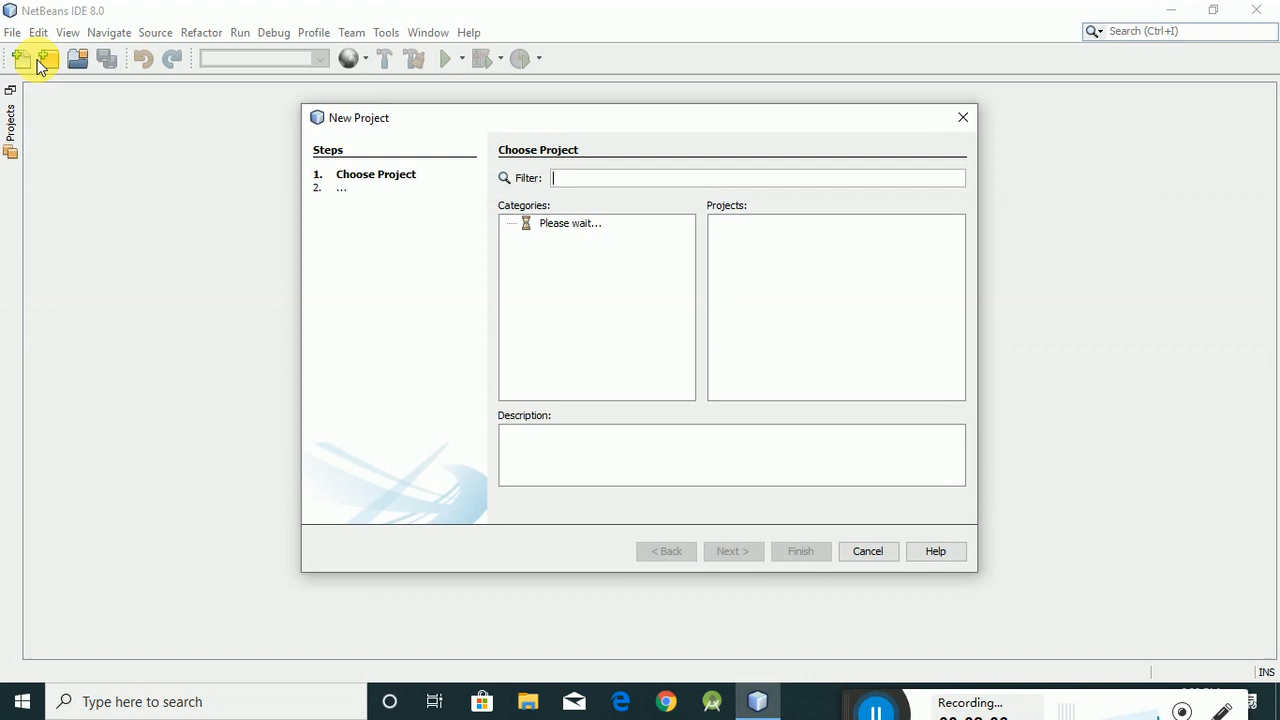 NetBeans IDE 8.0
File Edit View Navigate Source Refactor Run Debug Profile Team Tools Window Help
Search (Ctrl+I)
Projects
New Project
Steps
1. Choose Project
2. ...
Choose Project
Filter:
Categories:
Projects:
Please wait...
Description:
< Back Next > Finish Cancel Help
INS
Type here to search
Recording...